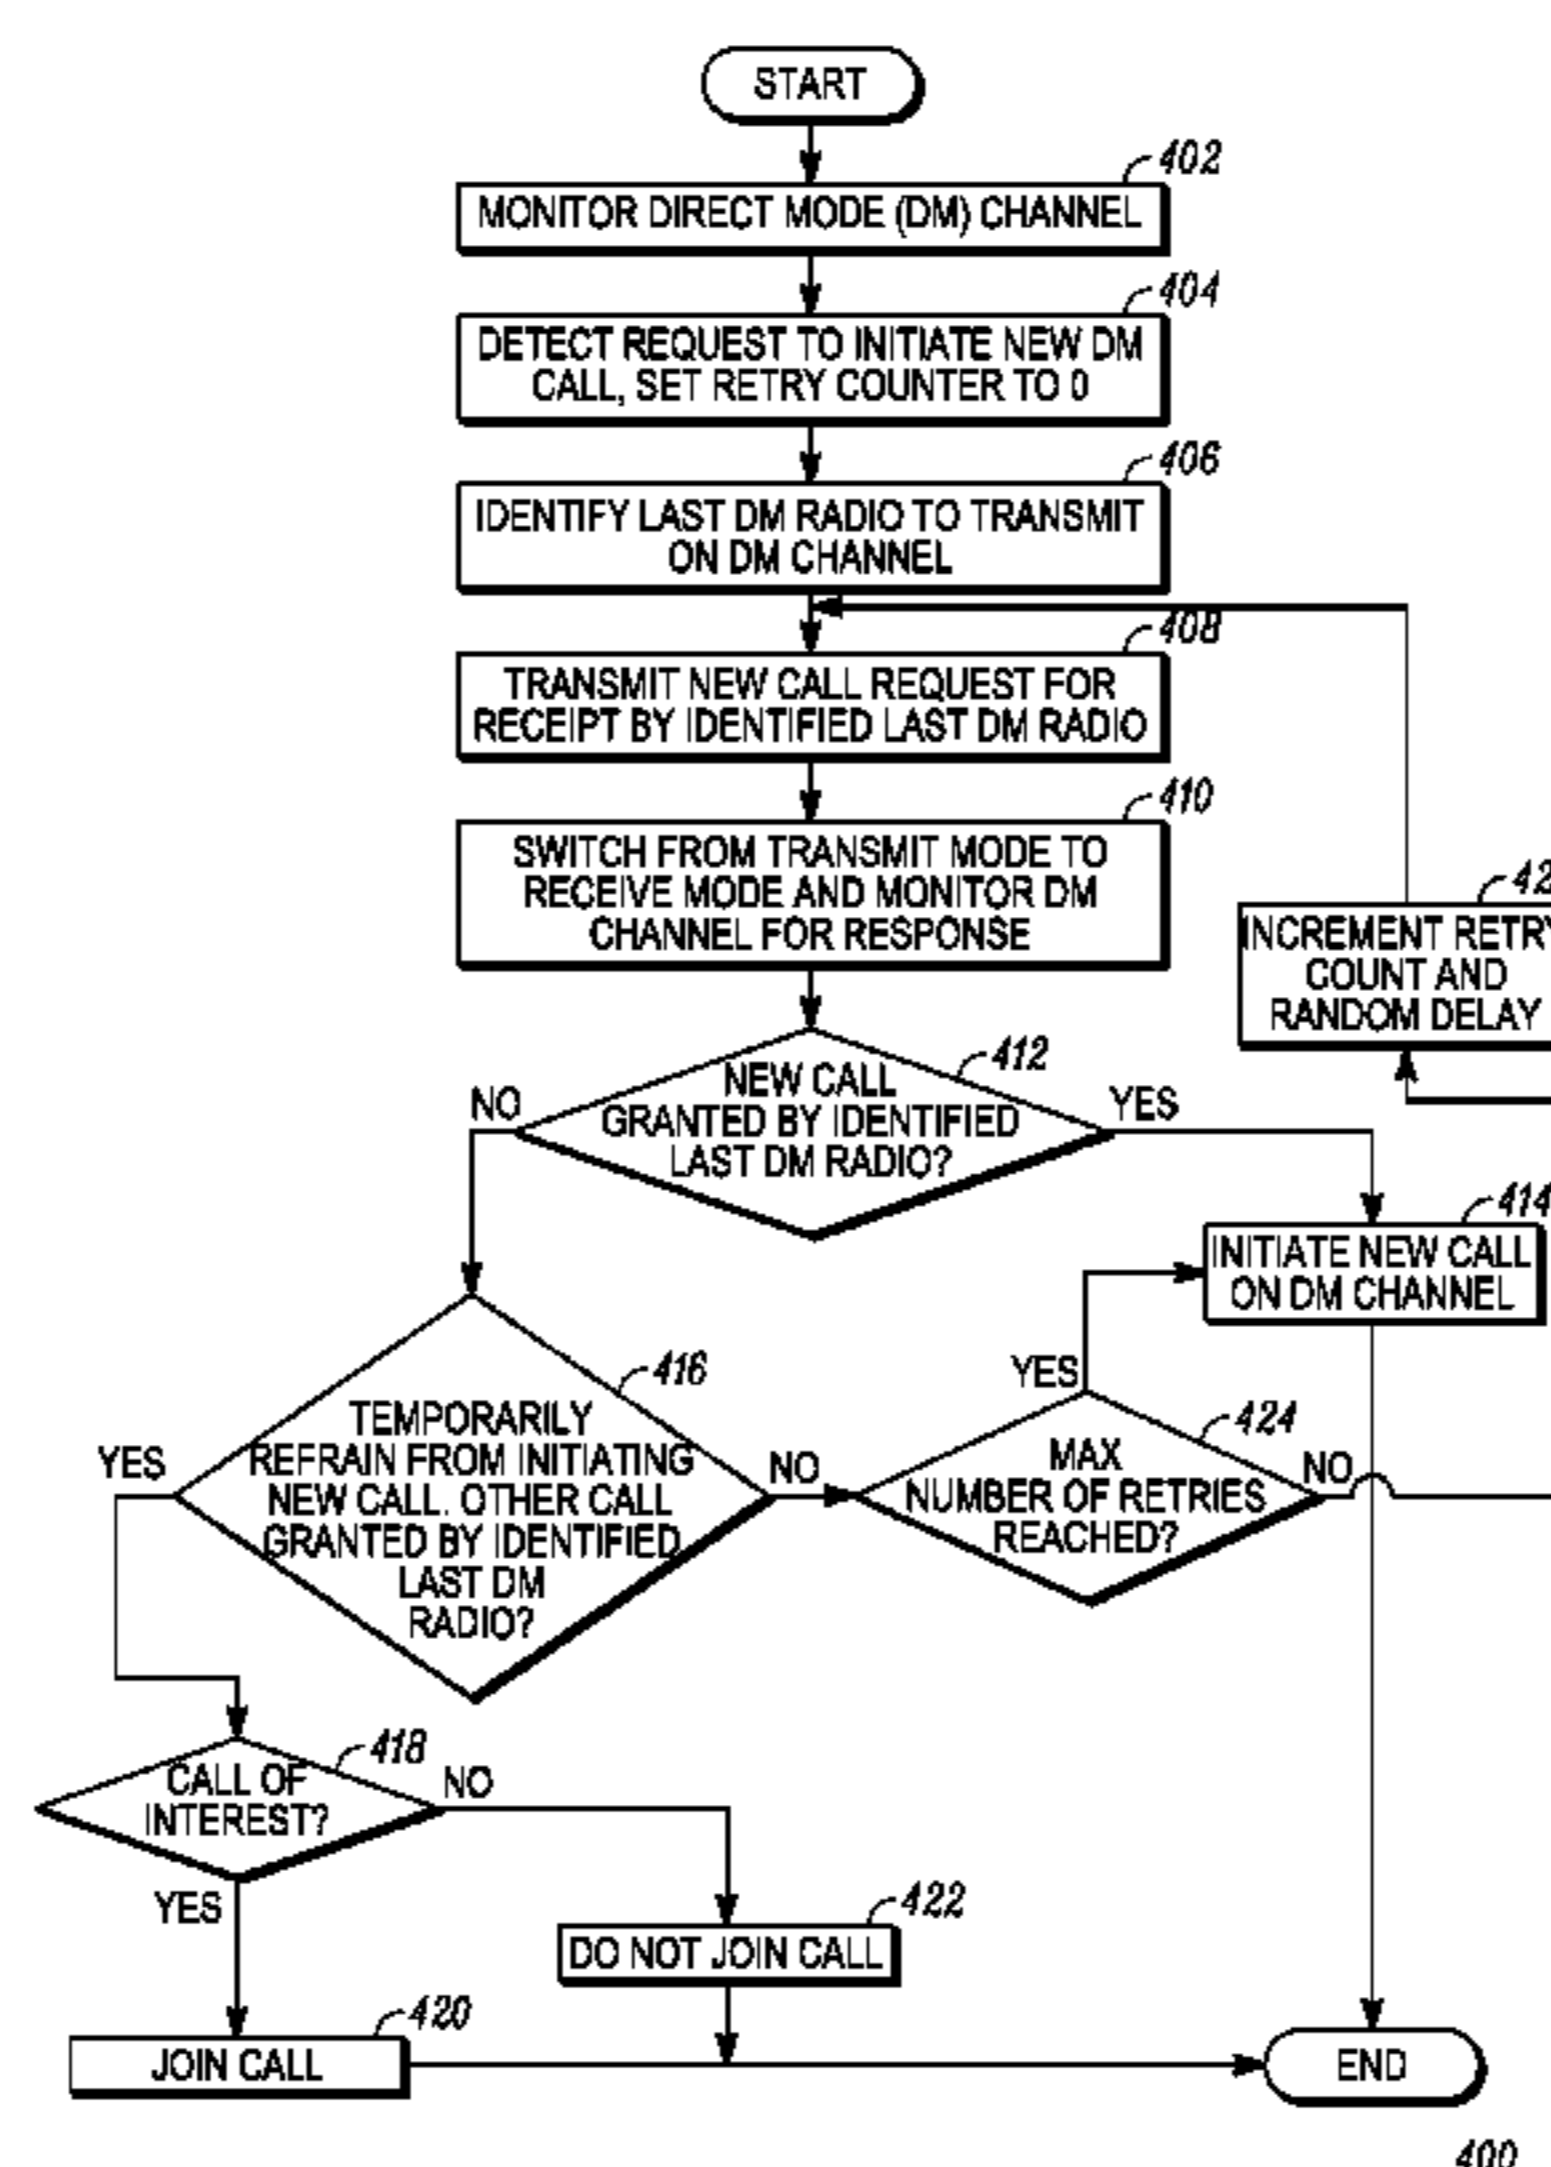 START
402
MONITOR DIRECT MODE (DM) CHANNEL
404
DETECT REQUEST TO INITIATE NEW DM
CALL, SET RETRY COUNTER TO 0
406
IDENTIFY LAST DM RADIO TO TRANSMIT
ON DM CHANNEL
408
TRANSMIT NEW CALL REQUEST FOR
RECEIPT BY IDENTIFIED LAST DM RADIO
410
SWITCH FROM TRANSMIT MODE TO
RECEIVE MODE AND MONITOR DM
CHANNEL FOR RESPONSE
INCREMENT RETRY
COUNT AND
RANDOM DELAY
412
NEW CALL
GRANTED BY IDENTIFIED
LAST DM RADIO?
NO
YES
414
INITIATE NEW CALL
ON DM CHANNEL
416
TEMPORARILY
REFRAIN FROM INITIATING
NEW CALL. OTHER CALL
GRANTED BY IDENTIFIED
LAST DM
RADIO?
YES
NO
YES
424
MAX
NUMBER OF RETRIES
REACHED?
NO
418
CALL OF
INTEREST?
NO
YES
422
DO NOT JOIN CALL
420
JOIN CALL
END
400